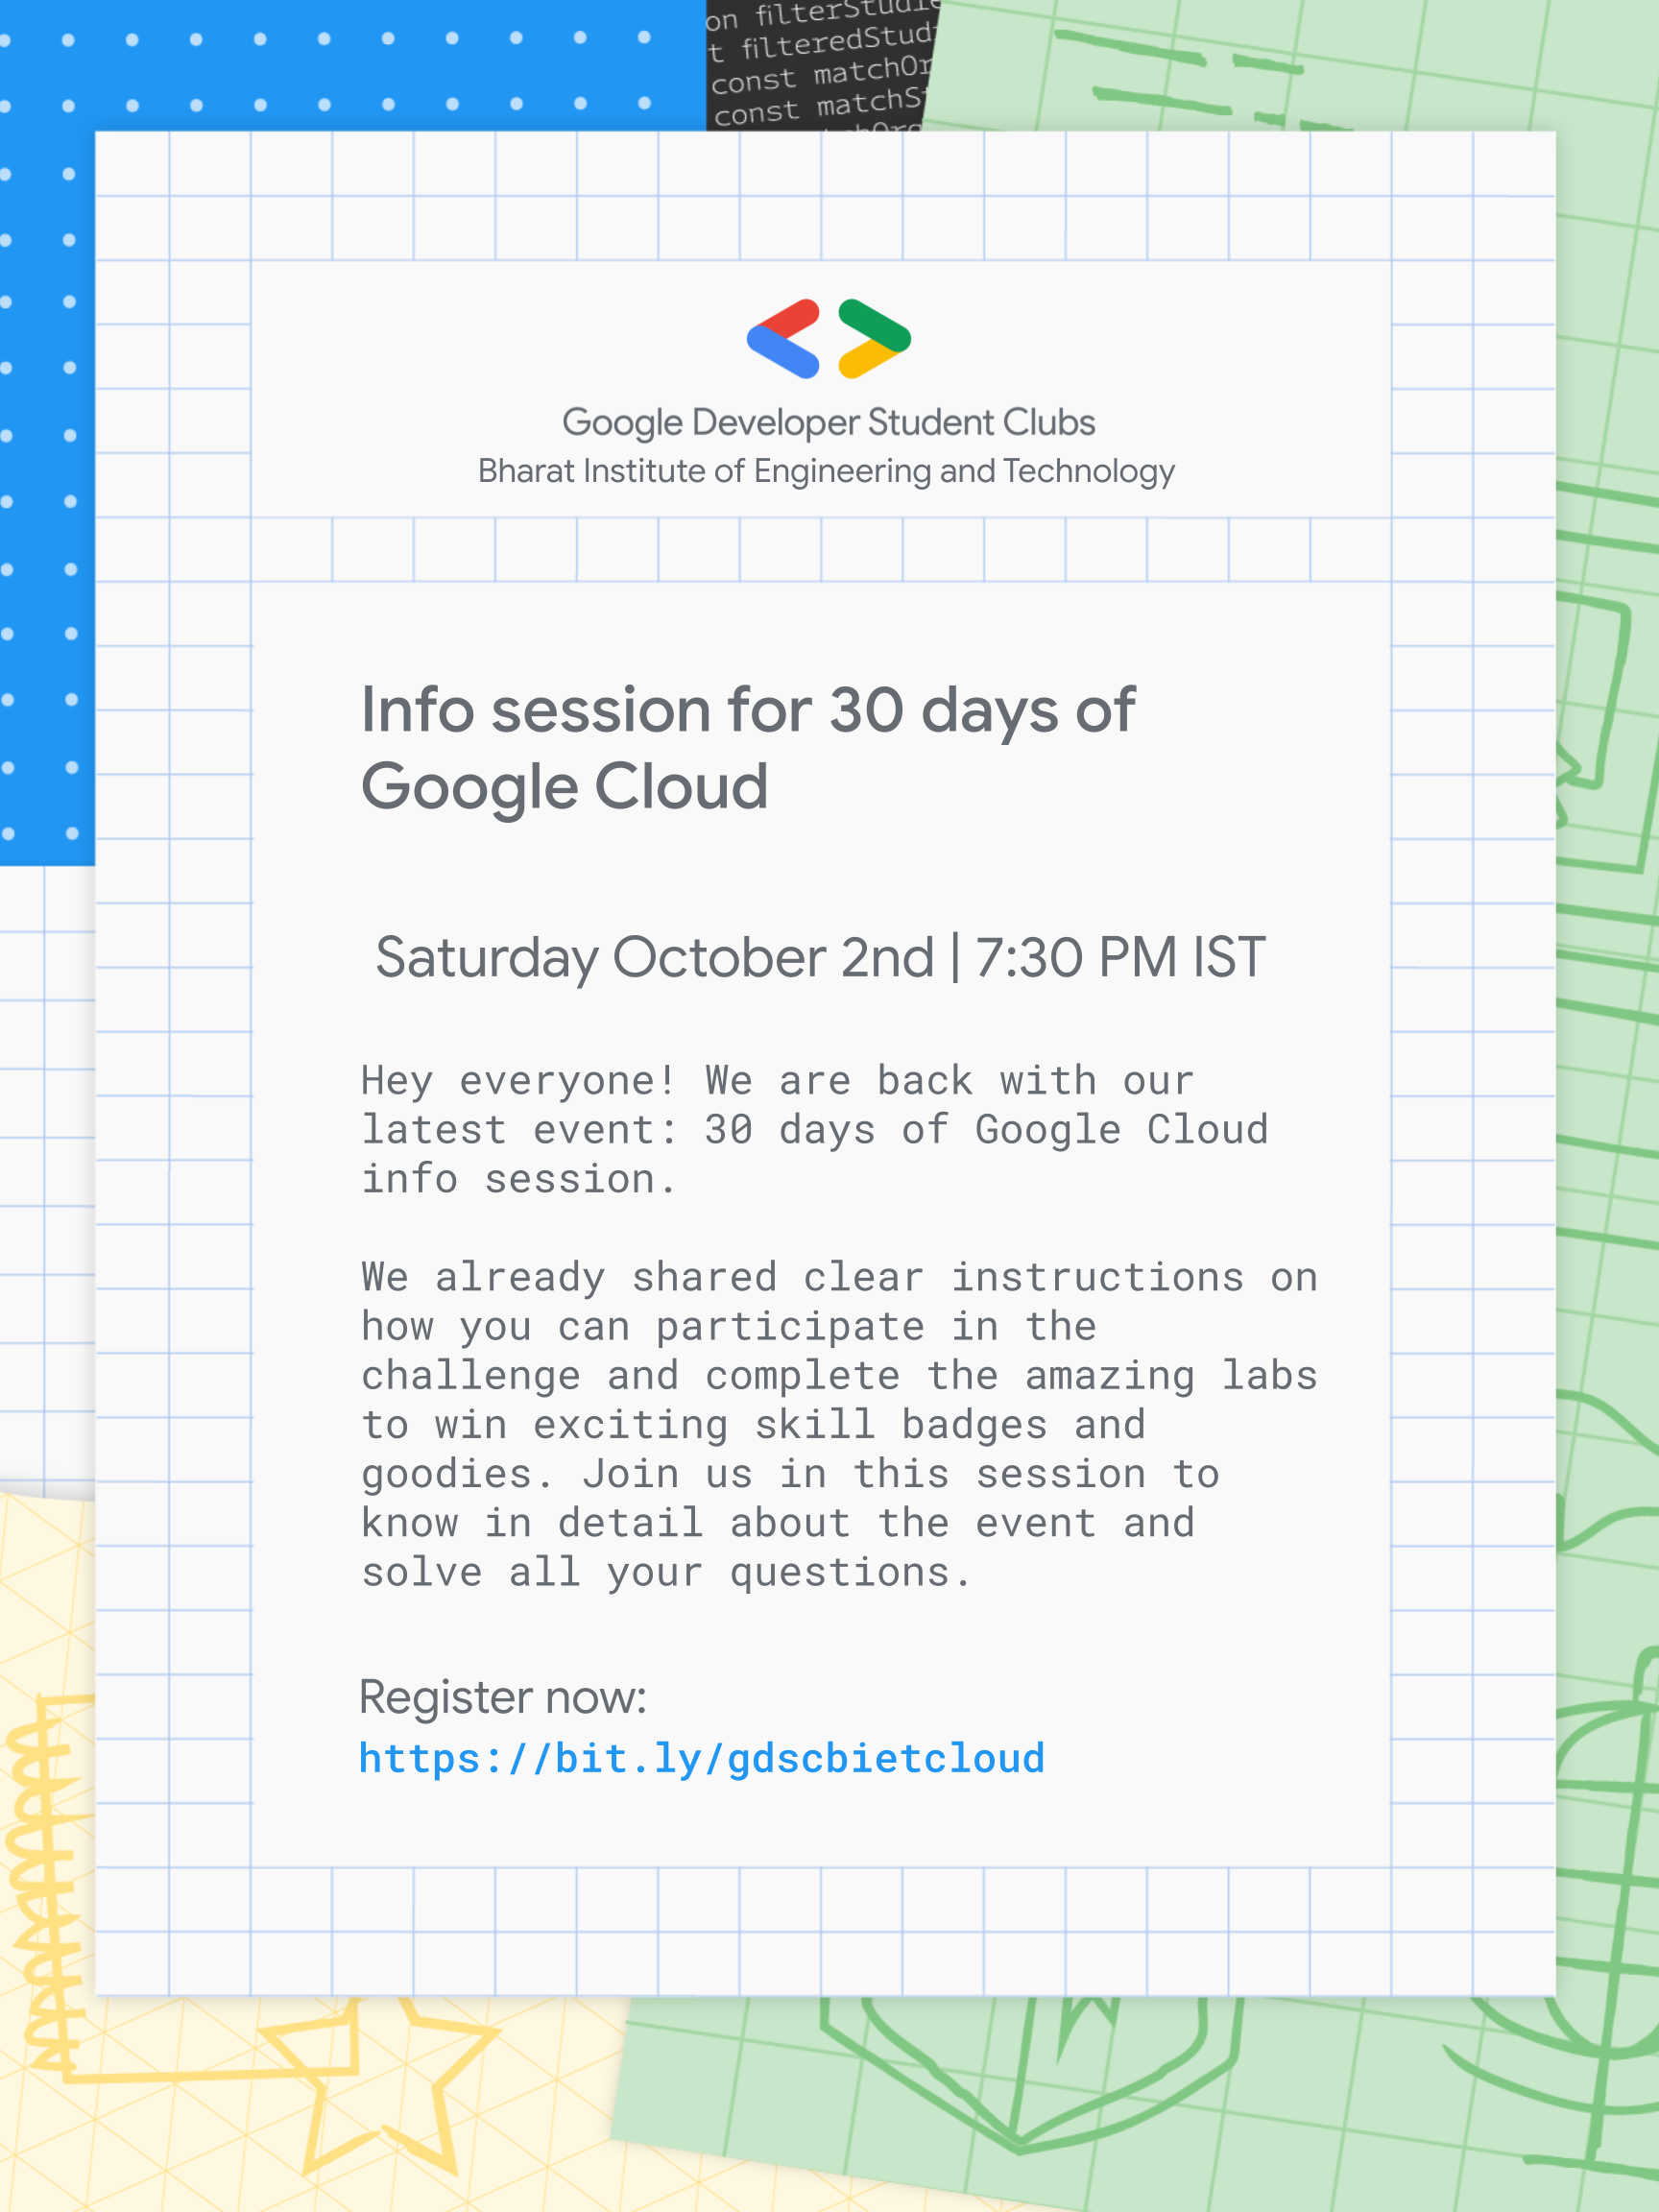 on filterStudie
t filteredStud
const matchOr
const matchSt
Google Developer Student Clubs
Bharat Institute of Engineering and Technology
Info session for 30 days of
Google Cloud
Saturday October 2nd | 7:30 PM IST
Hey everyone! We are back with our
latest event: 30 days of Google Cloud
info session.
We already shared clear instructions on
how you can participate in the
challenge and complete the amazing labs
to win exciting skill badges and
goodies. Join us in this session to
know in detail about the event and
solve all your questions.
Register now:
https://bit.ly/gdscbietcloud